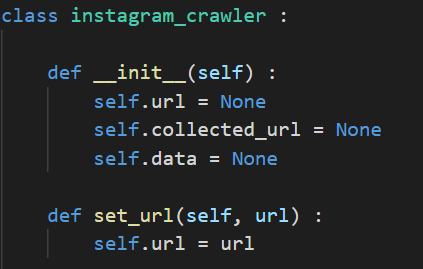 class instagram_crawler :
def __init__(self) :
self.url = None
self.collected_url = None
self.data = None
def set_url(self, url) :
self.url = url